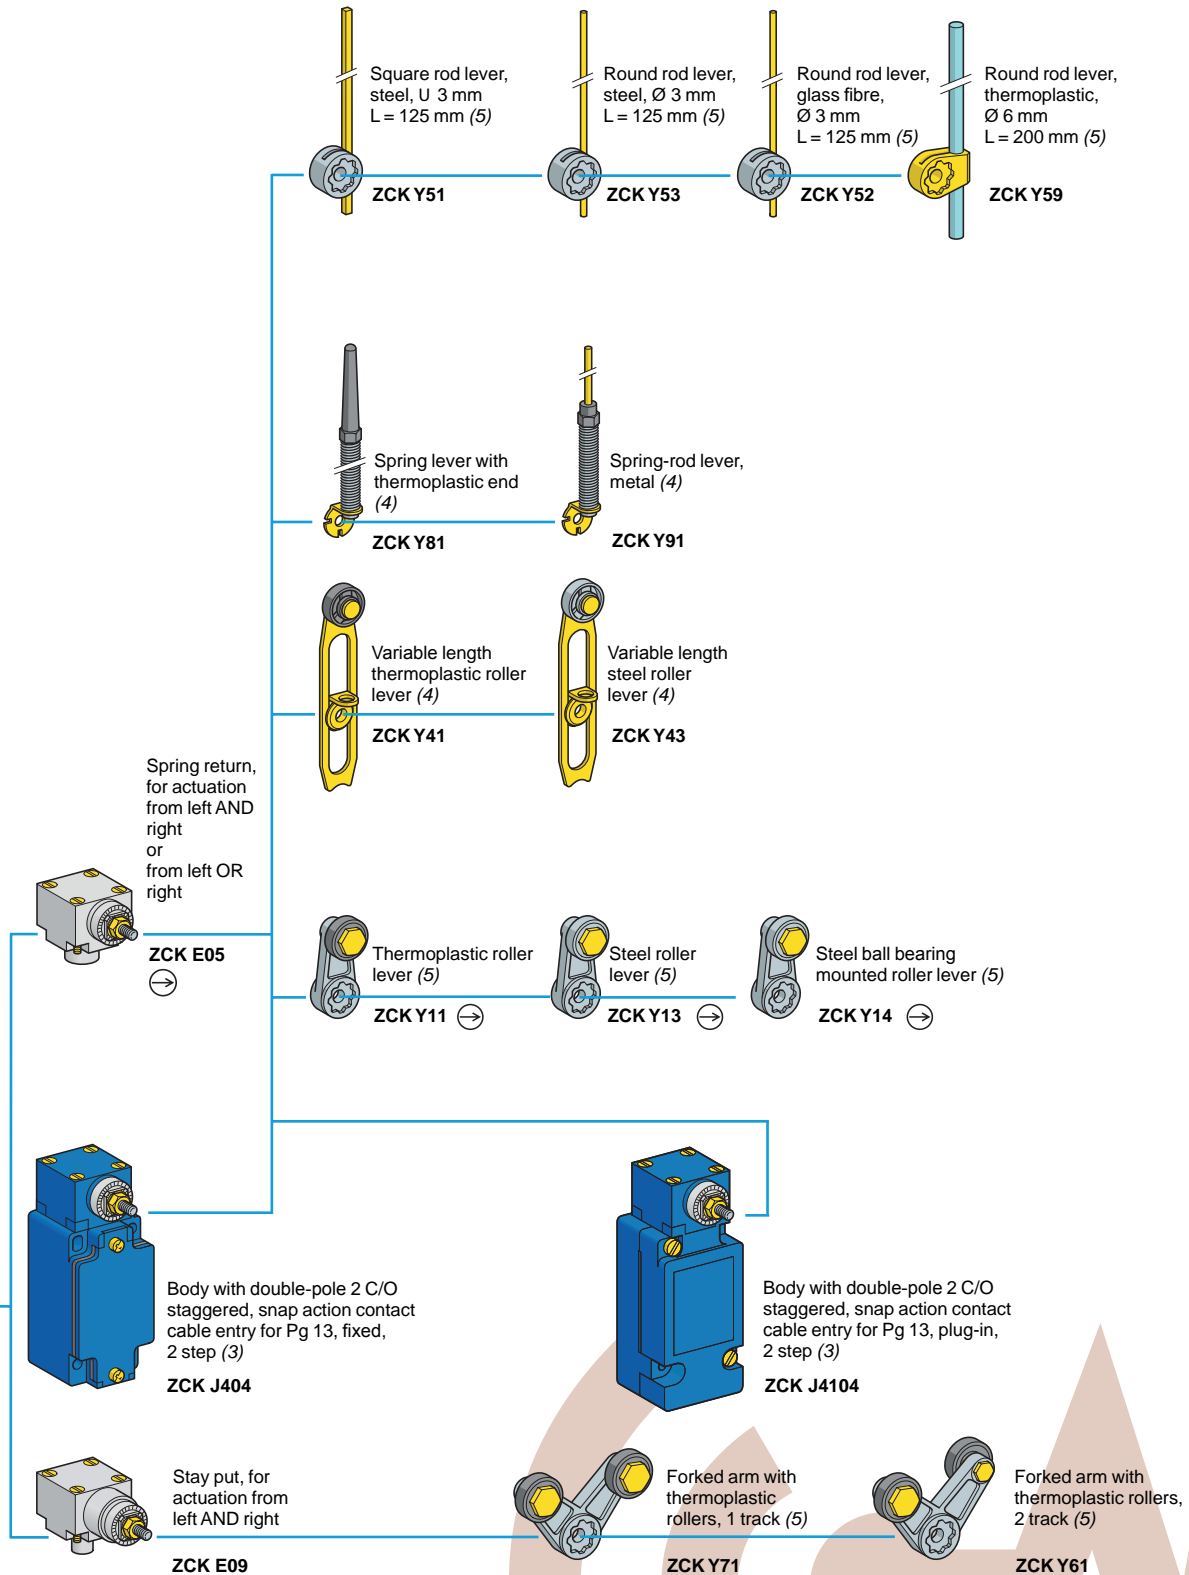 Square rod lever,
steel, U 3 mm
L = 125 mm (5)
ZCK Y51
Round rod lever,
steel, Ø 3 mm
L = 125 mm (5)
ZCK Y53
Round rod lever,
glass fibre,
Ø 3 mm
L = 125 mm (5)
ZCK Y52
Round rod lever,
thermoplastic,
Ø 6 mm
L = 200 mm (5)
ZCK Y59
Spring lever with
thermoplastic end
(4)
ZCK Y81
Spring-rod lever,
metal (4)
ZCK Y91
Variable length
thermoplastic roller
lever (4)
ZCK Y41
Variable length
steel roller
lever (4)
ZCK Y43
Spring return,
for actuation
from left AND
right
or
from left OR
right
ZCK E05
Thermoplastic roller
lever (5)
ZCK Y11
Steel roller
lever (5)
ZCK Y13
Steel ball bearing
mounted roller lever (5)
ZCK Y14
Body with double-pole 2 C/O
staggered, snap action contact
cable entry for Pg 13, fixed,
2 step (3)
ZCK J404
Body with double-pole 2 C/O
staggered, snap action contact
cable entry for Pg 13, plug-in,
2 step (3)
ZCK J4104
Stay put, for
actuation from
left AND right
ZCK E09
Forked arm with
thermoplastic
rollers, 1 track (5)
ZCK Y71
Forked arm with
thermoplastic rollers,
2 track (5)
ZCK Y61